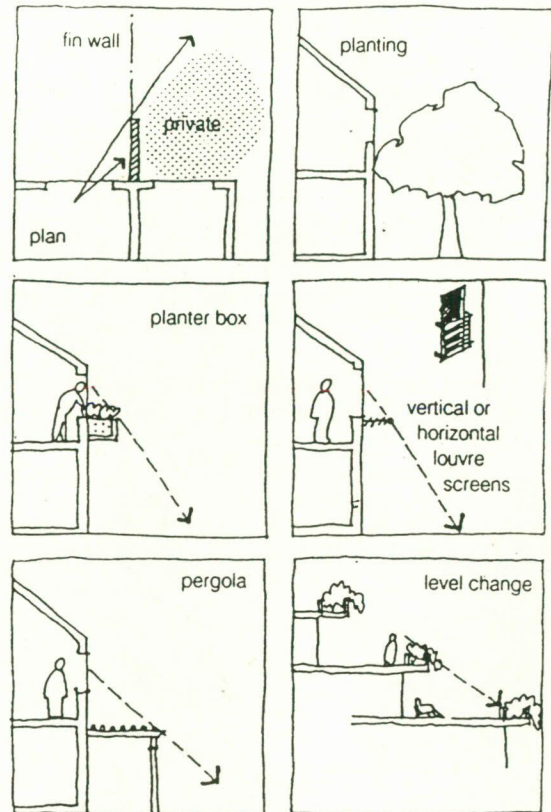 fin wall
private
plan
planting
planter box
vertical or
horizontal
louvre
screens
pergola
level change